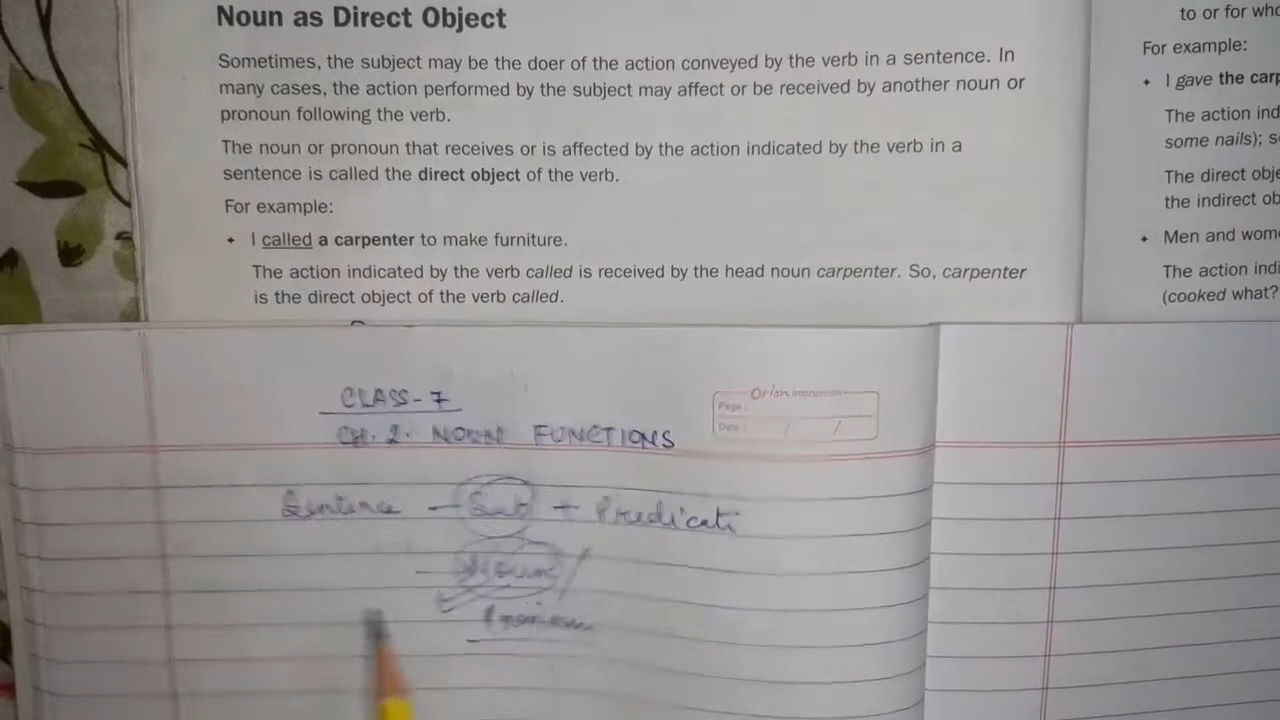 Noun as Direct Object
Sometimes, the subject may be the doer of the action conveyed by the verb in a sentence. In
many cases, the action performed by the subject may affect or be received by another noun or
pronoun following the verb.
The noun or pronoun that receives or is affected by the action indicated by the verb in a
sentence is called the direct object of the verb.
For example:
I called a carpenter to make furniture.
The action indicated by the verb called is received by the head noun carpenter. So, carpenter
is the direct object of the verb called.
to or for who
For example:
I gave the carp
The action ind
some nails); s
The direct obje
the indirect ob
Men and wom
The action indi
(cooked what?
CLASS-7
CH. 2. NOUN FUNCTIONS
Orion
Page :
Date : / /
Sentence - Sub + Predicate
Noun /